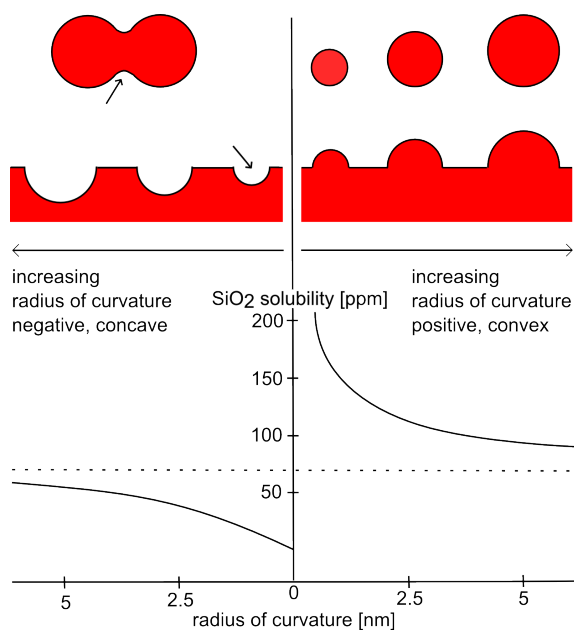 increasing
radius of curvature
negative, concave
increasing
radius of curvature
positive, convex
SiO2 solubility [ppm]
200
150
100
50
5
2.5
0
2.5
5
radius of curvature [nm]